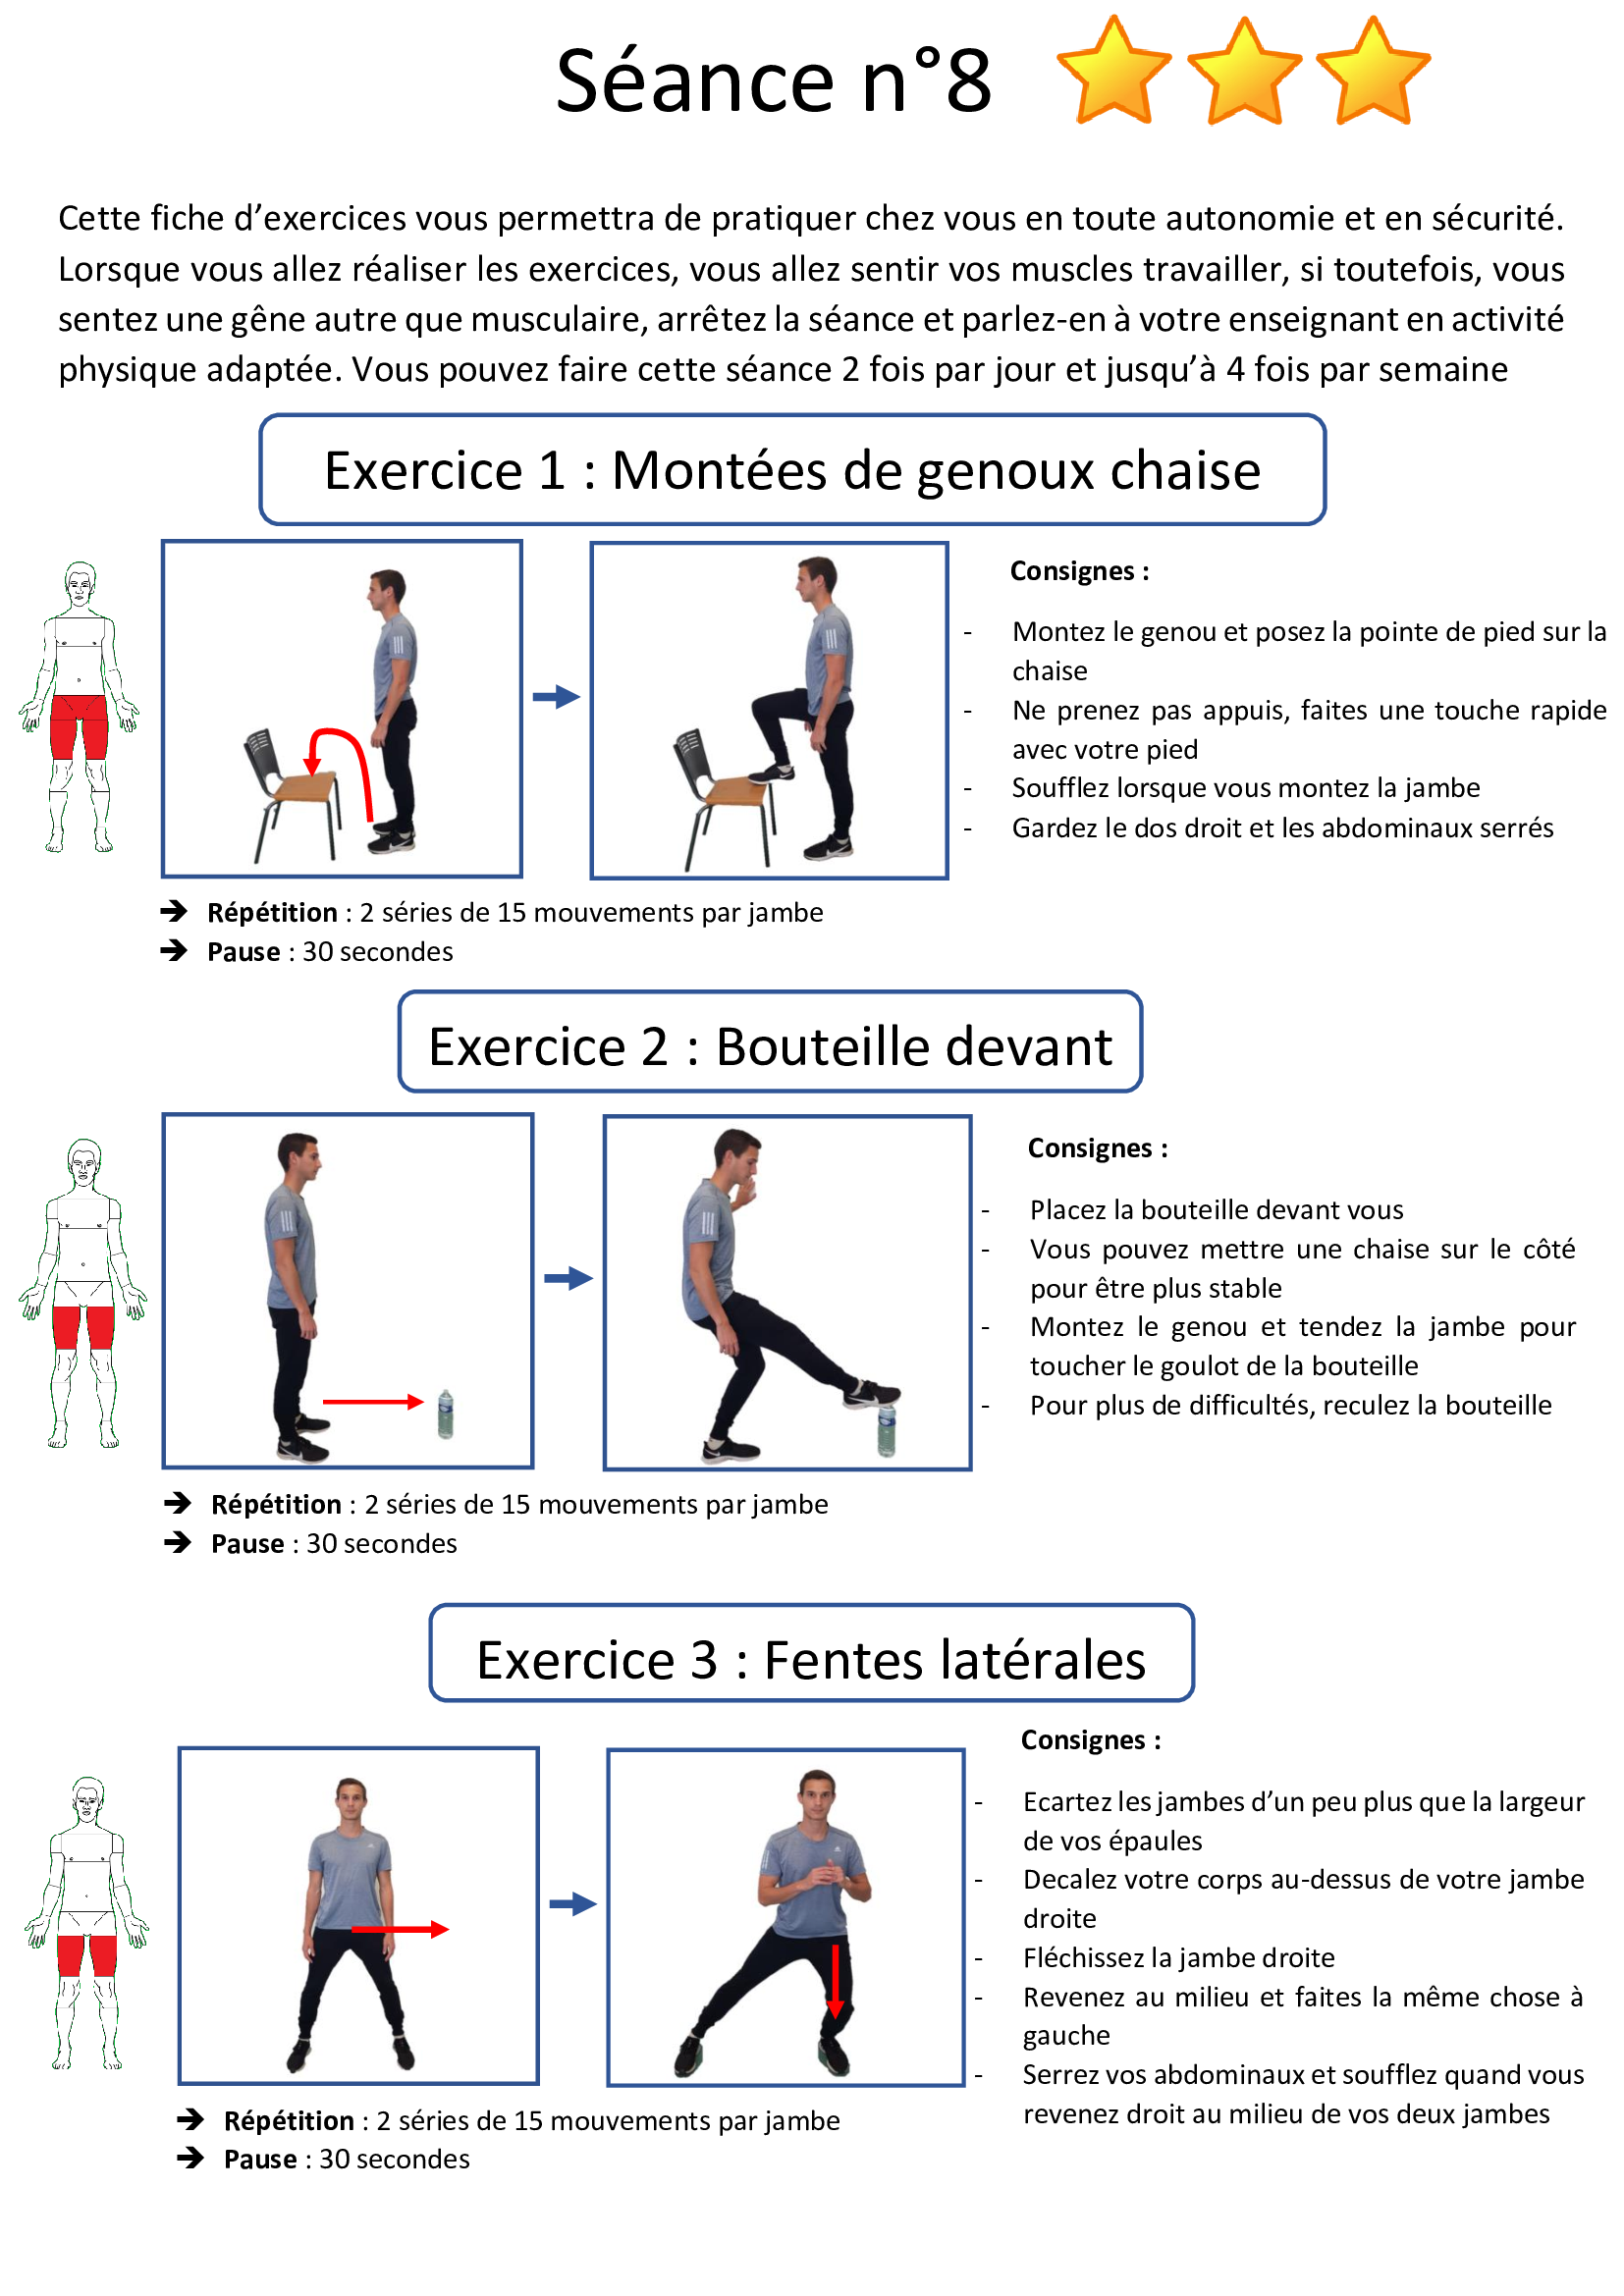 Séance n°8
Cette fiche d’exercices vous permettra de pratiquer chez vous en toute autonomie et en sécurité.
Lorsque vous allez réaliser les exercices, vous allez sentir vos muscles travailler, si toutefois, vous
sentez une gêne autre que musculaire, arrêtez la séance et parlez-en à votre enseignant en activité
physique adaptée. Vous pouvez faire cette séance 2 fois par jour et jusqu’à 4 fois par semaine
Exercice 1 : Montées de genoux chaise
Consignes :
- Montez le genou et posez la pointe de pied sur la
chaise
- Ne prenez pas appuis, faites une touche rapide
avec votre pied
- Soufflez lorsque vous montez la jambe
- Gardez le dos droit et les abdominaux serrés
➔ Répétition : 2 séries de 15 mouvements par jambe
➔ Pause : 30 secondes
Exercice 2 : Bouteille devant
Consignes :
- Placez la bouteille devant vous
- Vous pouvez mettre une chaise sur le côté
pour être plus stable
- Montez le genou et tendez la jambe pour
toucher le goulot de la bouteille
- Pour plus de difficultés, reculez la bouteille
➔ Répétition : 2 séries de 15 mouvements par jambe
➔ Pause : 30 secondes
Exercice 3 : Fentes latérales
Consignes :
- Ecartez les jambes d’un peu plus que la largeur
de vos épaules
- Decalez votre corps au-dessus de votre jambe
droite
- Fléchissez la jambe droite
- Revenez au milieu et faites la même chose à
gauche
- Serrez vos abdominaux et soufflez quand vous
revenez droit au milieu de vos deux jambes
➔ Répétition : 2 séries de 15 mouvements par jambe
➔ Pause : 30 secondes